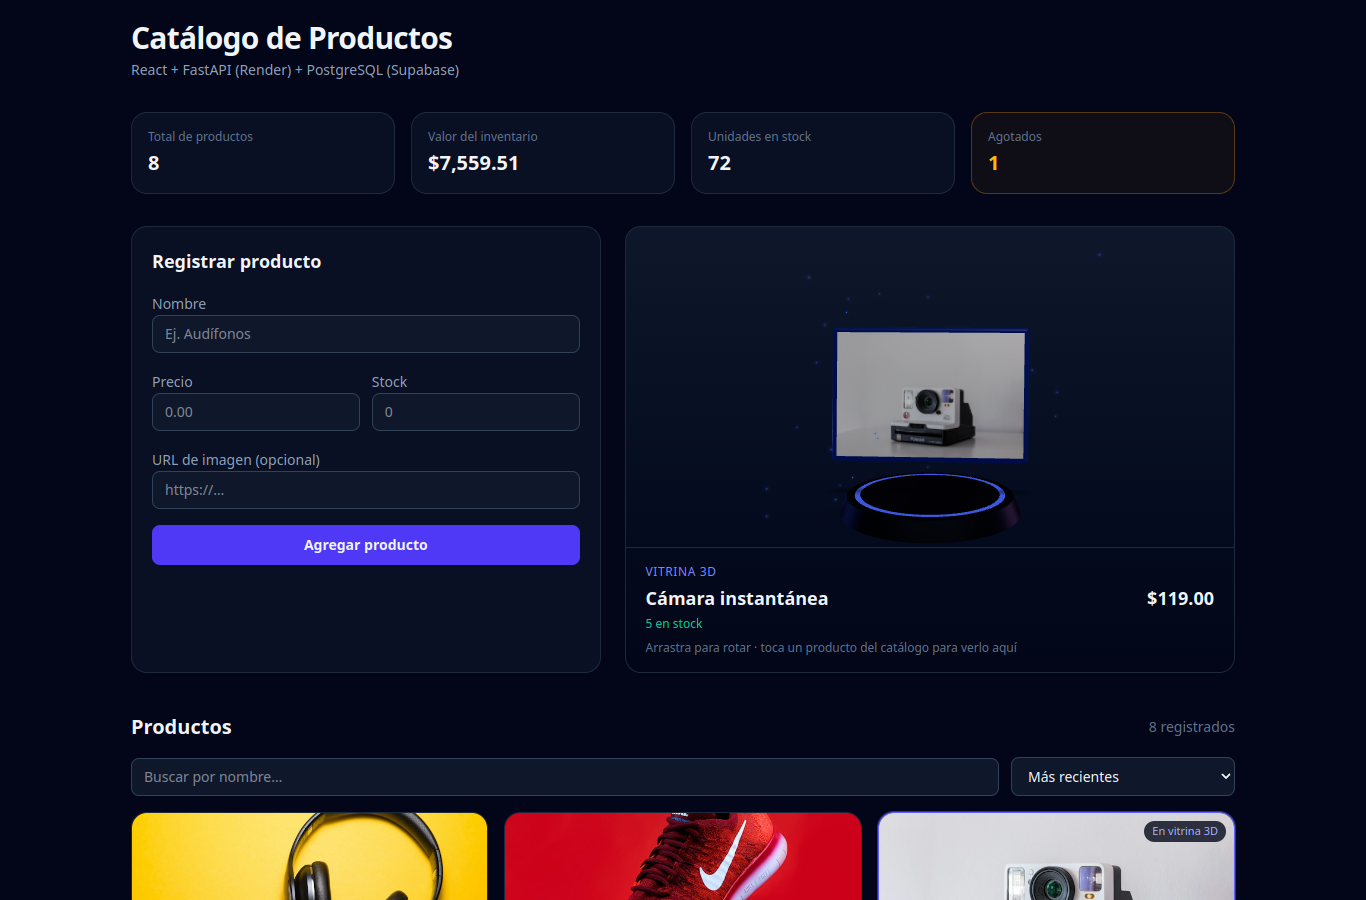 Catálogo de Productos
React + FastAPI (Render) + PostgreSQL (Supabase)
Total de productos
8
Valor del inventario
$7,559.51
Unidades en stock
72
Agotados
1
Registrar producto
Nombre
Ej. Audífonos
Precio
Stock
0.00
0
URL de imagen (opcional)
https://...
Agregar producto
VITRINA 3D
Cámara instantánea
$119.00
5 en stock
Arrastra para rotar · toca un producto del catálogo para verlo aquí
Productos
8 registrados
Buscar por nombre...
Más recientes
En vitrina 3D